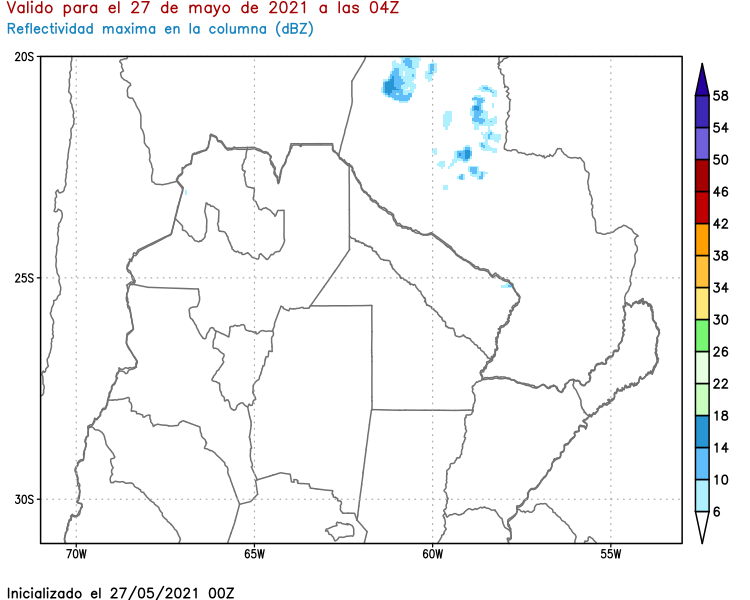 Valido para el 27 de mayo de 2021 a las 04Z
Reflectividad maxima en la columna (dBZ)
20S
25S
30S
70W
65W
60W
55W
58
54
50
46
42
38
34
30
26
22
18
14
10
6
Inicializado el 27/05/2021 00Z